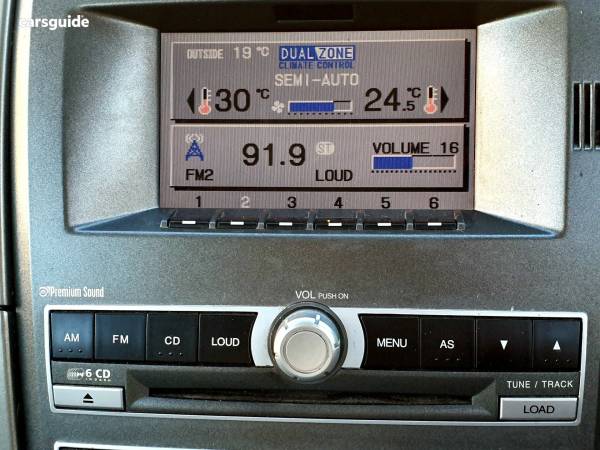 carsguide
OUTSIDE 19 °C DUAL ZONE
CLIMATE CONTROL
SEMI-AUTO
30 °C 24.5 °C
91.9 ST VOLUME 16
FM2 LOUD
1 2 3 4 5 6
Premium Sound
VOL PUSH ON
AM FM CD LOUD MENU AS
6 CD
IN DASH
TUNE / TRACK
LOAD